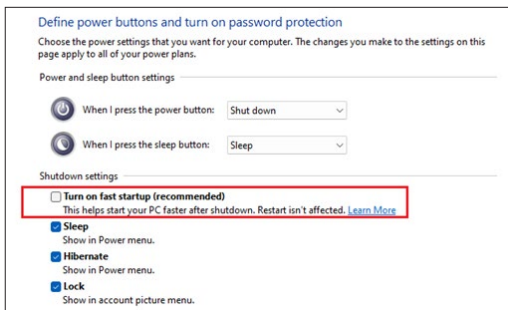 Define power buttons and turn on password protection
Choose the power settings that you want for your computer. The changes you make to the settings on this
page apply to all of your power plans.
Power and sleep button settings
When I press the power button: Shut down
When I press the sleep button: Sleep
Shutdown settings
Turn on fast startup (recommended)
This helps start your PC faster after shutdown. Restart isn't affected. Learn More
Sleep
Show in Power menu.
Hibernate
Show in Power menu.
Lock
Show in account picture menu.